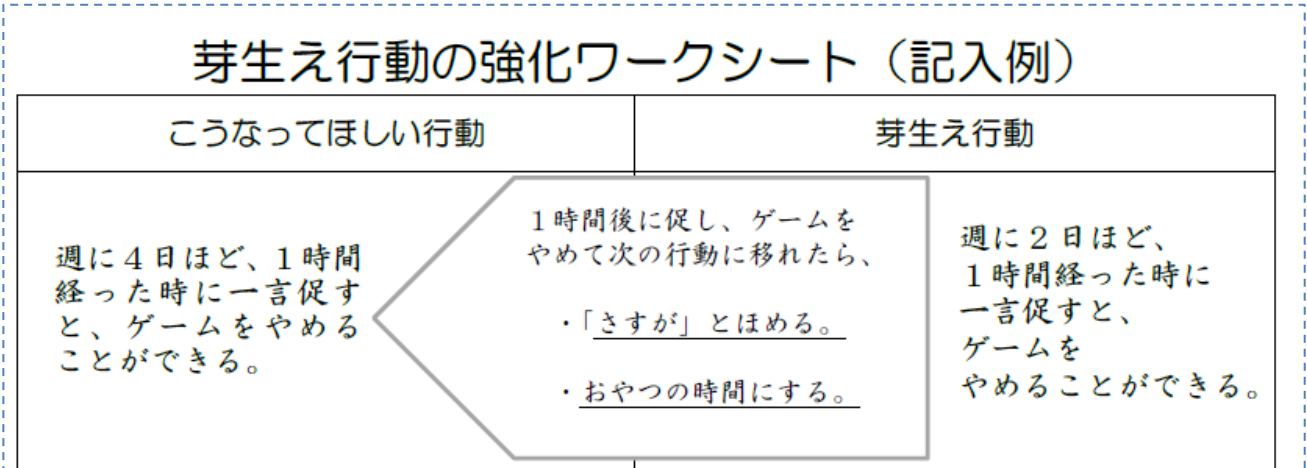 芽生え行動の強化ワークシート（記入例）
こうなってほしい行動
芽生え行動
週に４日ほど、１時間
経った時に一言促す
と、ゲームをやめる
ことができる。
１時間後に促し、ゲームを
やめて次の行動に移れたら、
・「さすが」とほめる。
・おやつの時間にする。
週に２日ほど、
１時間経った時に
一言促すと、
ゲームを
やめることができる。